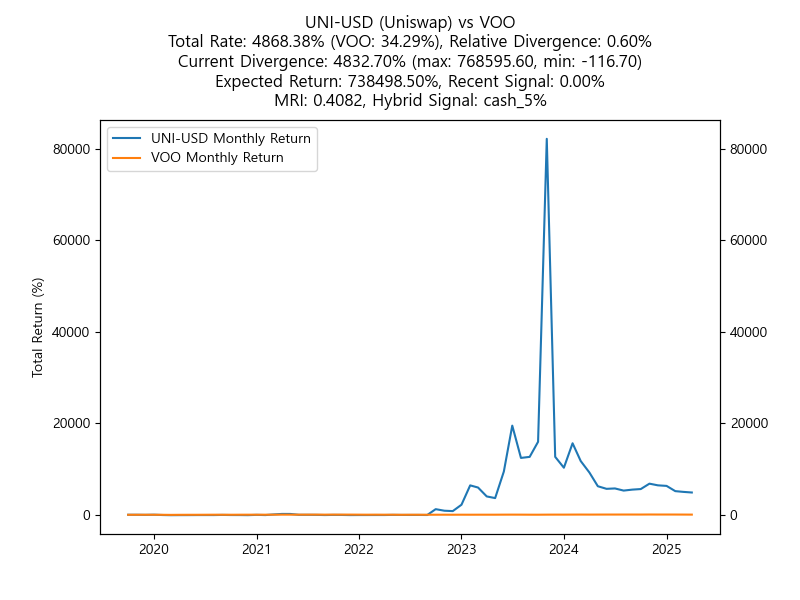 UNI-USD (Uniswap) vs VOO
Total Rate: 4868.38% (VOO: 34.29%), Relative Divergence: 0.60%
Current Divergence: 4832.70% (max: 768595.60, min: -116.70)
Expected Return: 738498.50%, Recent Signal: 0.00%
MRI: 0.4082, Hybrid Signal: cash_5%
UNI-USD Monthly Return
VOO Monthly Return
Total Return (%)
80000
60000
40000
20000
0
80000
60000
40000
20000
0
2020 2021 2022 2023 2024 2025